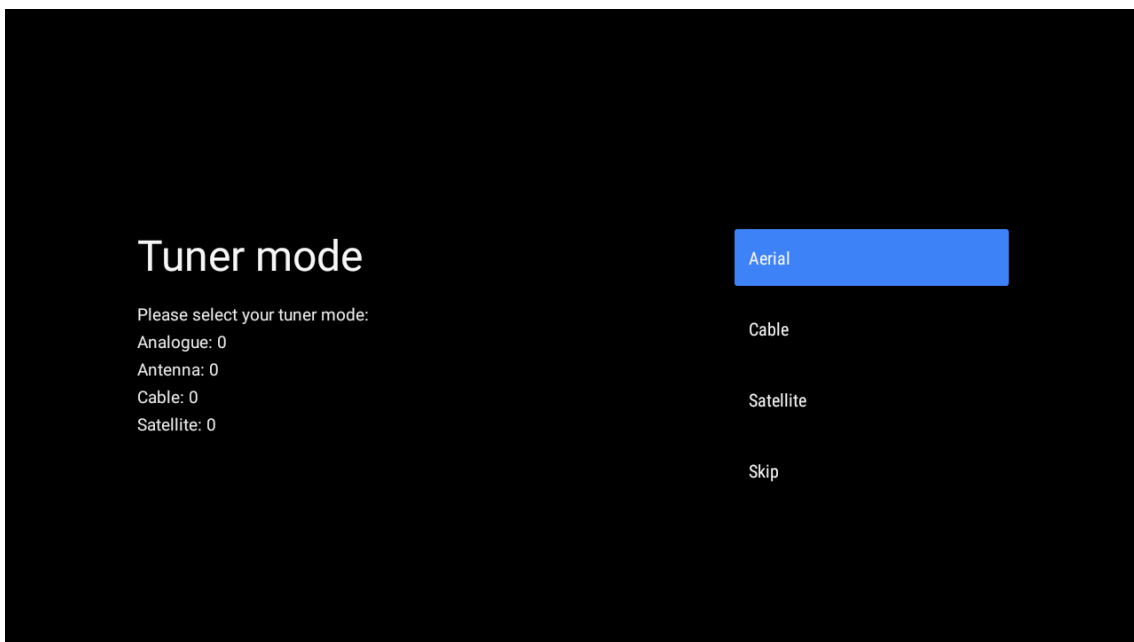 Tuner mode
Please select your tuner mode:
Analogue: 0
Antenna: 0
Cable: 0
Satellite: 0
Aerial
Cable
Satellite
Skip